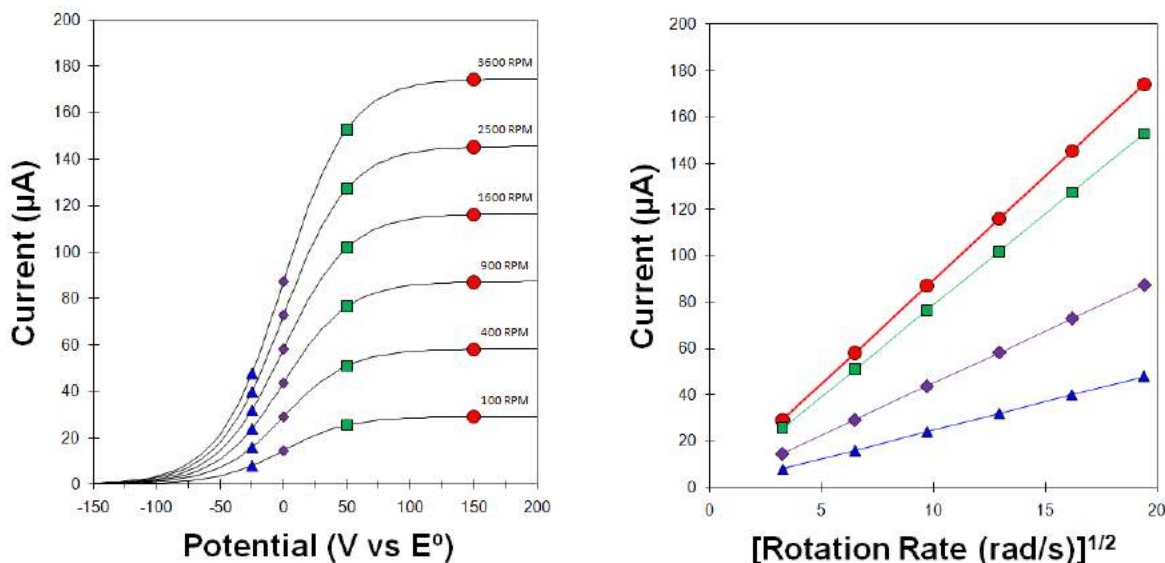 200
180
160
140
120
100
80
60
40
20
0
Current (µA)
3600 RPM
2500 RPM
1600 RPM
900 RPM
400 RPM
100 RPM
-150 -100 -50 0 50 100 150 200
Potential (V vs Eº)
200
180
160
140
120
100
80
60
40
20
0
Current (µA)
0 5 10 15 20
[Rotation Rate (rad/s)]¹ᐟ²